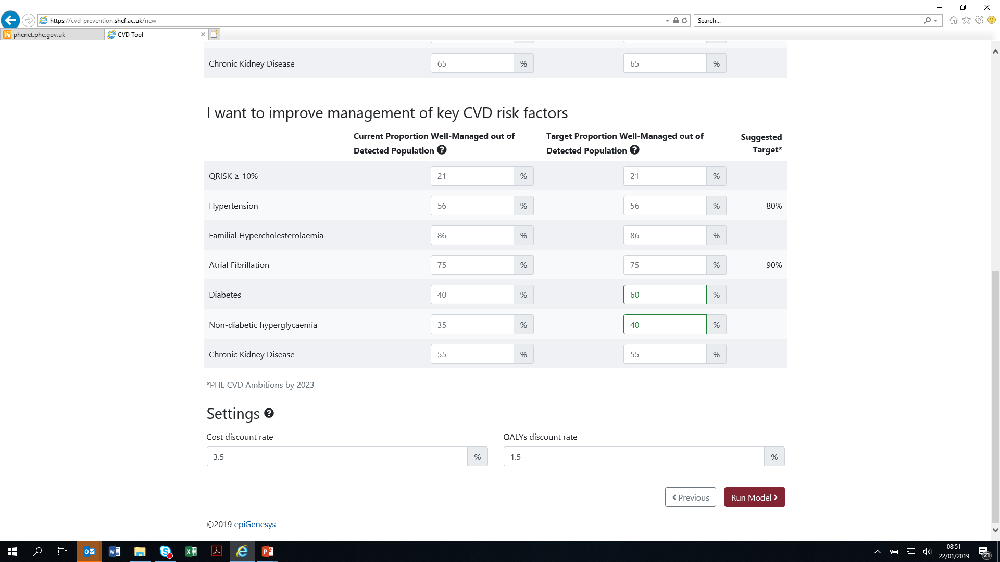 https://cvd-prevention.shef.ac.uk/new
Search...
phenet.phe.gov.uk
CVD Tool
Chronic Kidney Disease 65 % 65 %
I want to improve management of key CVD risk factors
Current Proportion Well-Managed out of Detected Population ?
Target Proportion Well-Managed out of Detected Population ?
Suggested Target*
QRISK ≥ 10% 21 % 21 %
Hypertension 56 % 56 % 80%
Familial Hypercholesterolaemia 86 % 86 %
Atrial Fibrillation 75 % 75 % 90%
Diabetes 40 % 60 %
Non-diabetic hyperglycaemia 35 % 40 %
Chronic Kidney Disease 55 % 55 %
*PHE CVD Ambitions by 2023
Settings ?
Cost discount rate QALYs discount rate
3.5 % 1.5 %
Previous Run Model
©2019 epiGenesys
08:51
22/01/2019
21